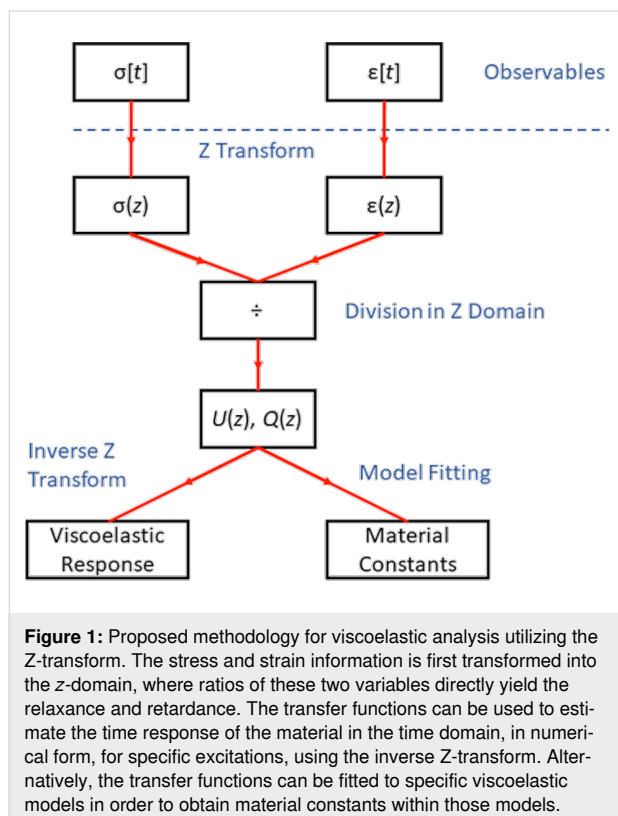 σ[t]
ε[t]
Observables
Z Transform
σ(z)
ε(z)
÷
Division in Z Domain
U(z), Q(z)
Inverse Z
Transform
Model Fitting
Viscoelastic
Response
Material
Constants
Figure 1: Proposed methodology for viscoelastic analysis utilizing the
Z-transform. The stress and strain information is first transformed into
the z-domain, where ratios of these two variables directly yield the
relaxance and retardance. The transfer functions can be used to esti-
mate the time response of the material in the time domain, in numeri-
cal form, for specific excitations, using the inverse Z-transform. Alter-
natively, the transfer functions can be fitted to specific viscoelastic
models in order to obtain material constants within those models.